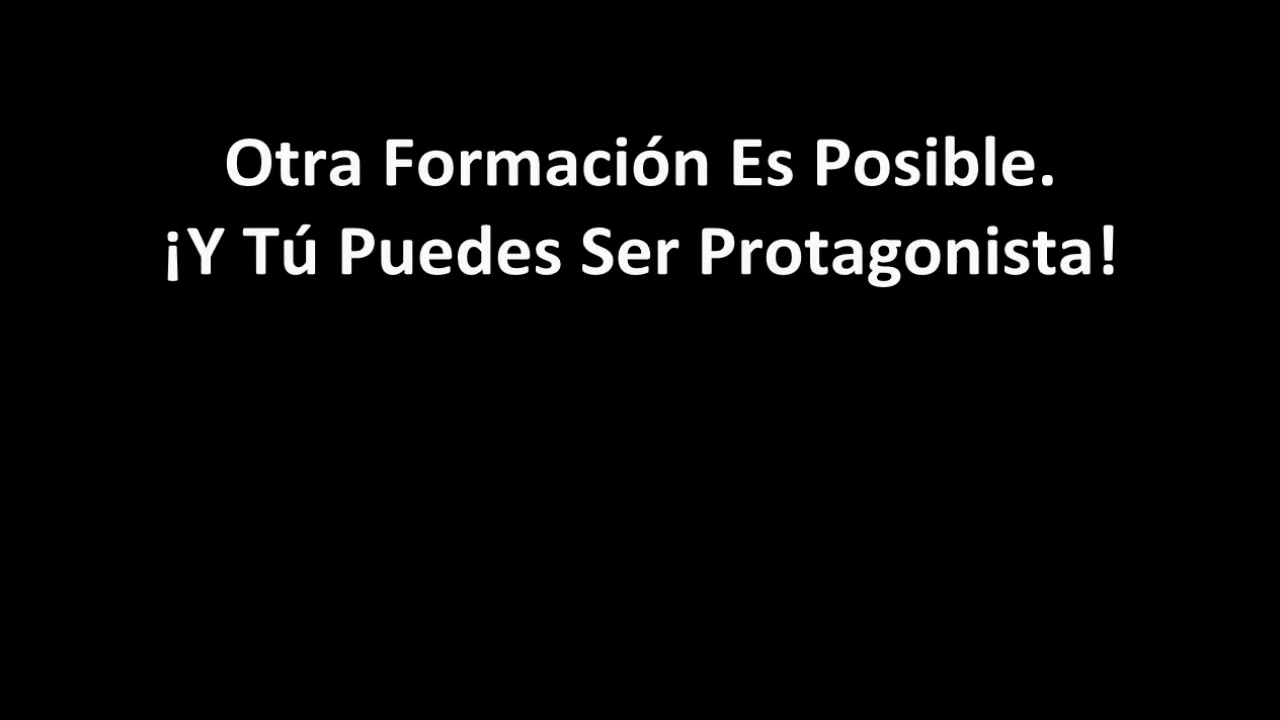 Otra Formación Es Posible.
¡Y Tú Puedes Ser Protagonista!